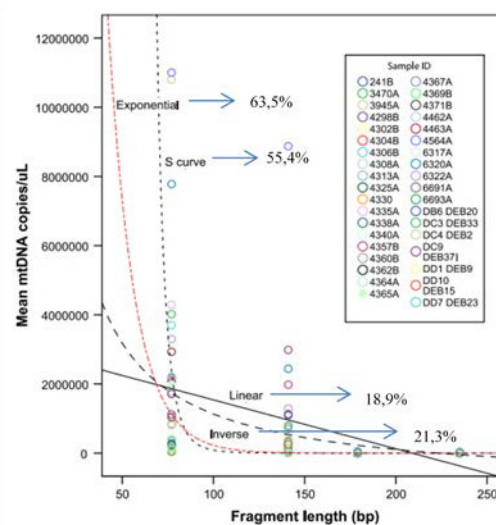 Mean mtDNA copies/uL
12000000
10000000
8000000
6000000
4000000
2000000
0
Exponential
63,5%
S curve
55,4%
Linear
18,9%
Inverse
21,3%
50
100
150
200
250
Fragment length (bp)
Sample ID
241B
3470A
3945A
4298B
4302B
4304B
4306B
4308A
4313A
4325A
4330
4335A
4338A
4340A
4357B
4360B
4362B
4364A
4365A
4367A
4369B
4371B
4462A
4463A
4564A
6317A
6320A
6322A
6691A
6693A
DB6 DEB20
DC3 DEB33
DC4 DEB2
DC9
DEB37I
DD1 DEB9
DD10
DEB15
DD7 DEB23